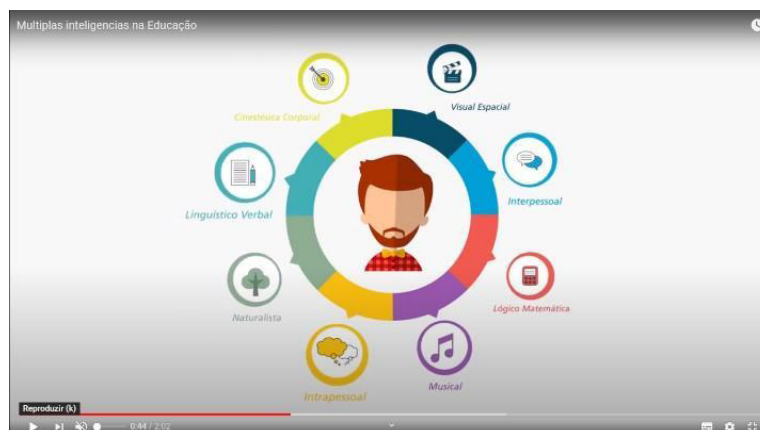 Multiplas inteligencias na Educação
Cinestésica Corporal
Visual Espacial
Linguístico Verbal
Interpessoal
Naturalista
Lógico Matemática
Intrapessoal
Musical
Reproduzir (k)
0:44 / 2:02